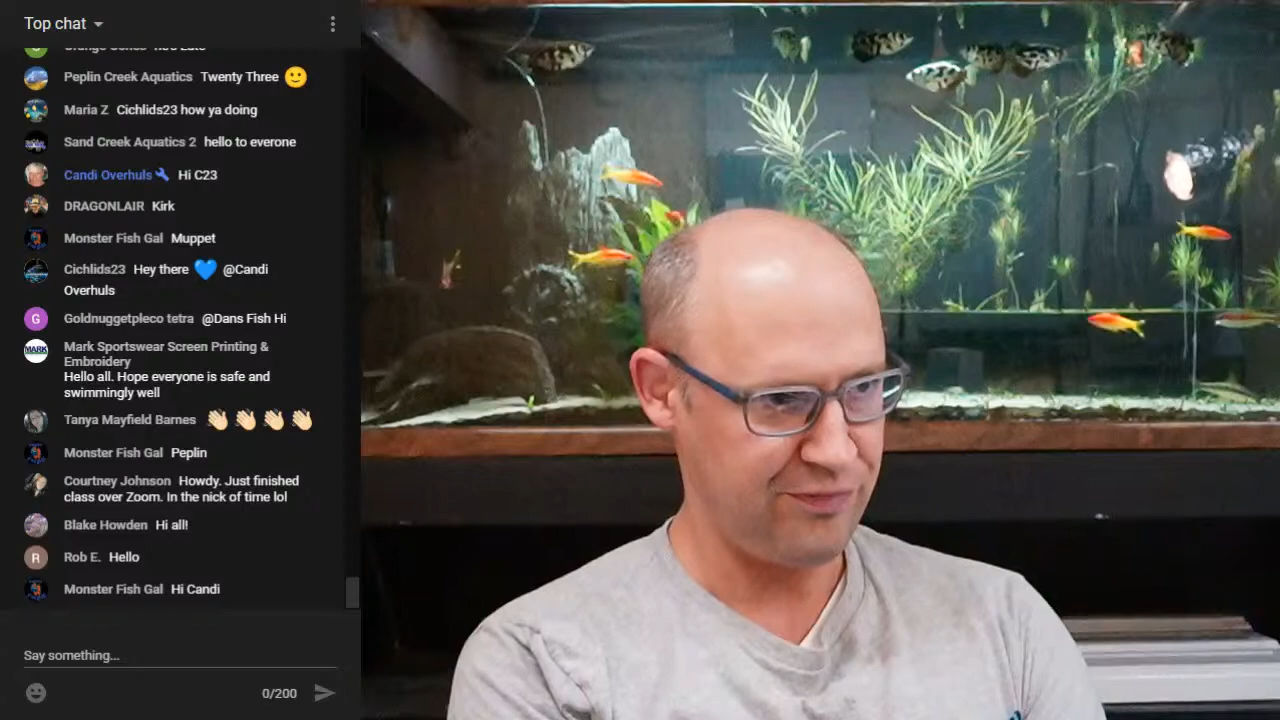 Top chat
Peplin Creek Aquatics Twenty Three
Maria Z Cichlids23 how ya doing
Sand Creek Aquatics 2 hello to everone
Candi Overhuls Hi C23
DRAGONLAIR Kirk
Monster Fish Gal Muppet
Cichlids23 Hey there 💙 @Candi
Overhuls
G Goldnuggetpleco tetra @Dans Fish Hi
Mark Sportswear Screen Printing &
MARK Embroidery
Hello all. Hope everyone is safe and
swimmingly well
Tanya Mayfield Barnes 👏🏻 👏🏻 👏🏻 👏🏻
Monster Fish Gal Peplin
Courtney Johnson Howdy. Just finished
class over Zoom. In the nick of time lol
Blake Howden Hi all!
R Rob E. Hello
Monster Fish Gal Hi Candi
Say something...
0/200